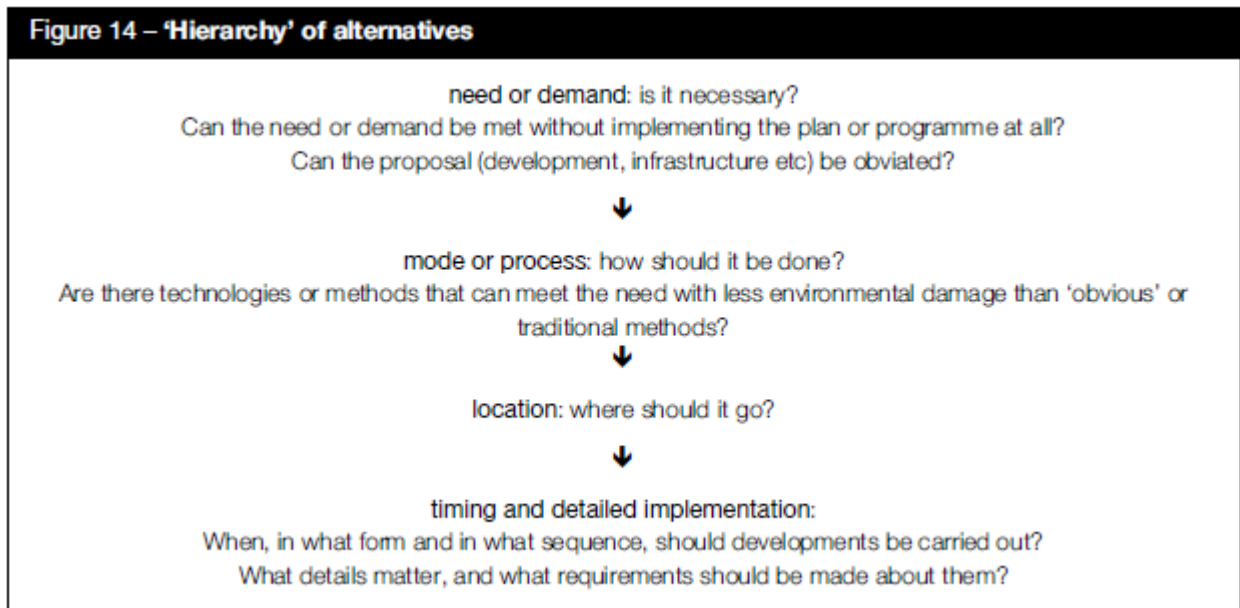 Figure 14 – ‘Hierarchy’ of alternatives
need or demand: is it necessary?
Can the need or demand be met without implementing the plan or programme at all?
Can the proposal (development, infrastructure etc) be obviated?
↓
mode or process: how should it be done?
Are there technologies or methods that can meet the need with less environmental damage than ‘obvious’ or
traditional methods?
↓
location: where should it go?
↓
timing and detailed implementation:
When, in what form and in what sequence, should developments be carried out?
What details matter, and what requirements should be made about them?